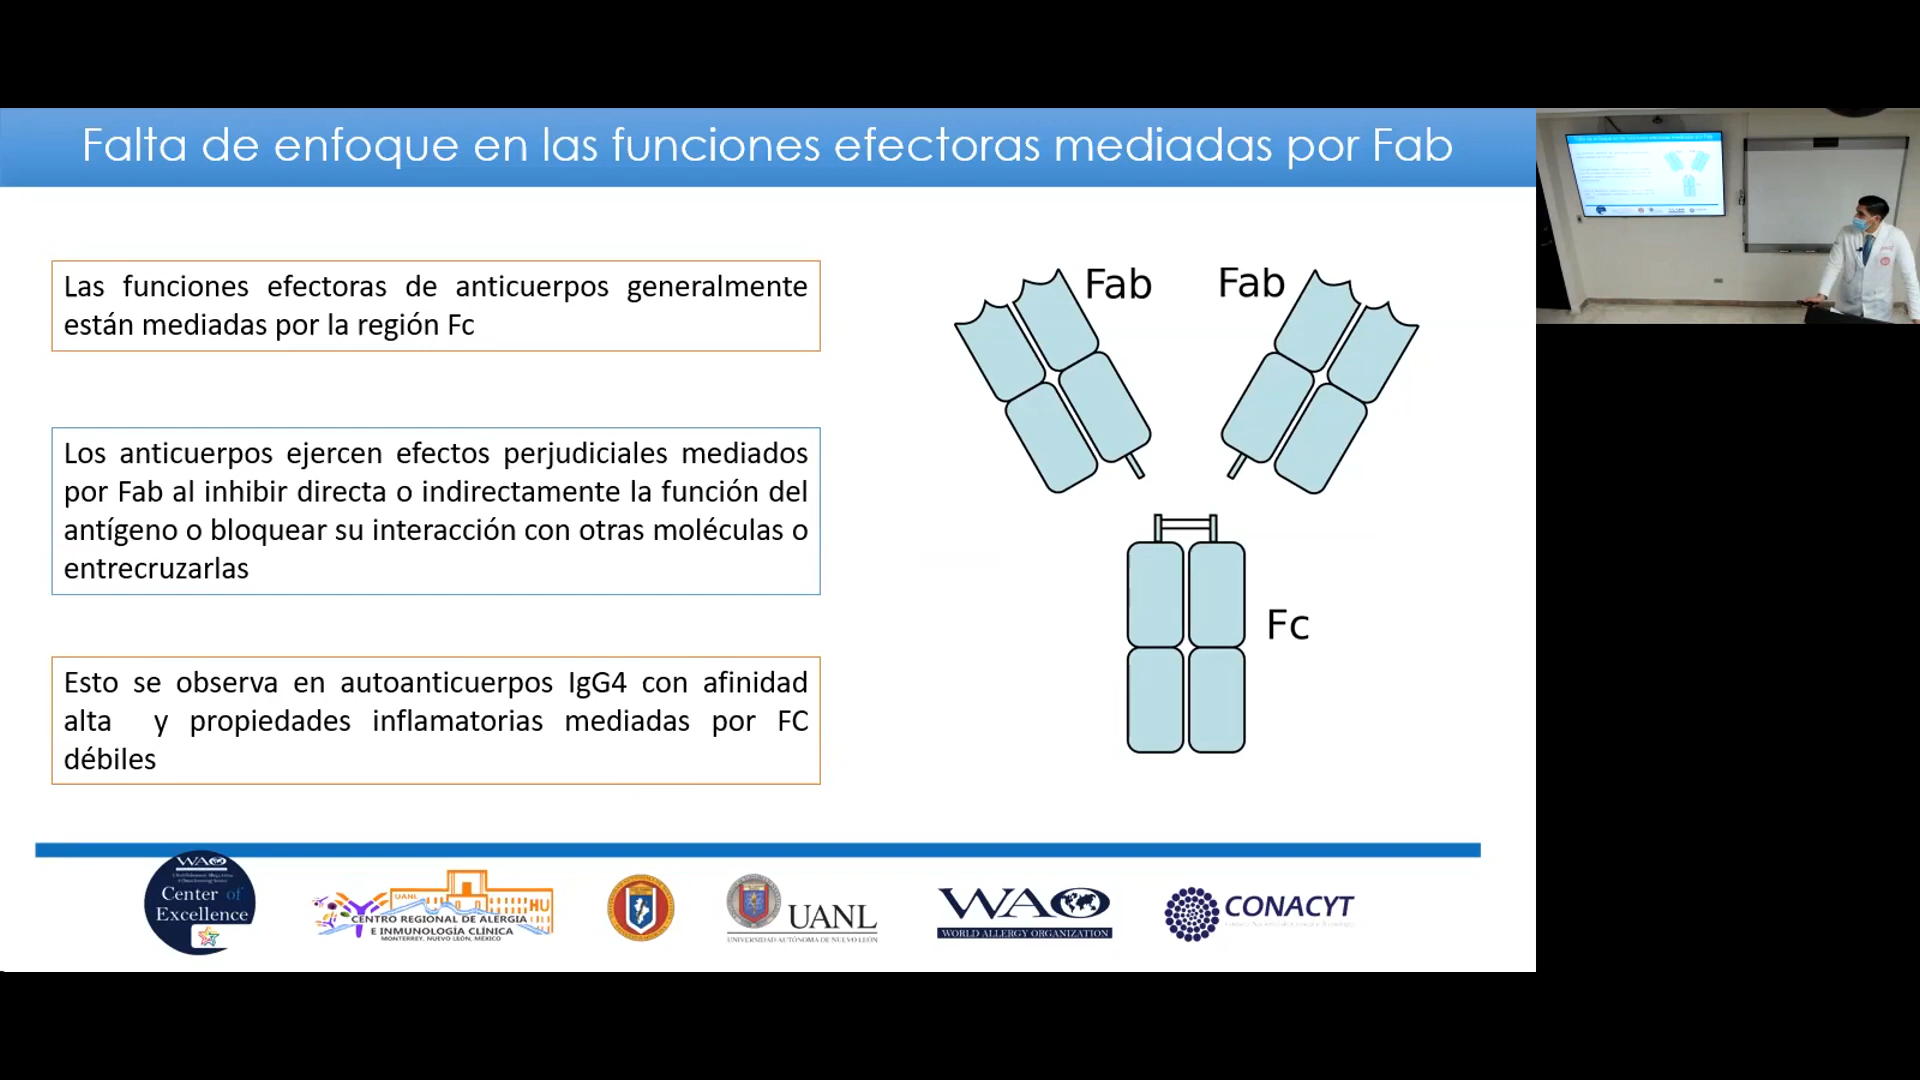 Falta de enfoque en las funciones efectoras mediadas por Fab
Las funciones efectoras de anticuerpos generalmente
están mediadas por la región Fc
Los anticuerpos ejercen efectos perjudiciales mediados
por Fab al inhibir directa o indirectamente la función del
antígeno o bloquear su interacción con otras moléculas o
entrecruzarlas
Esto se observa en autoanticuerpos IgG4 con afinidad
alta y propiedades inflamatorias mediadas por FC
débiles
Fab
Fab
Fc
WAO
Center of
Excellence
UANL
HU
CENTRO REGIONAL DE ALERGIA
E INMUNOLOGÍA CLÍNICA
MONTERREY, NUEVO LEÓN, MÉXICO
UANL
UNIVERSIDAD AUTÓNOMA DE NUEVO LEÓN
WAO
WORLD ALLERGY ORGANIZATION
CONACYT